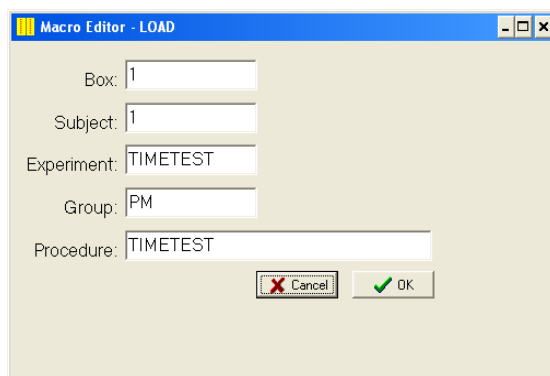 Macro Editor - LOAD
Box: 1
Subject: 1
Experiment: TIMETEST
Group: PM
Procedure: TIMETEST
Cancel OK